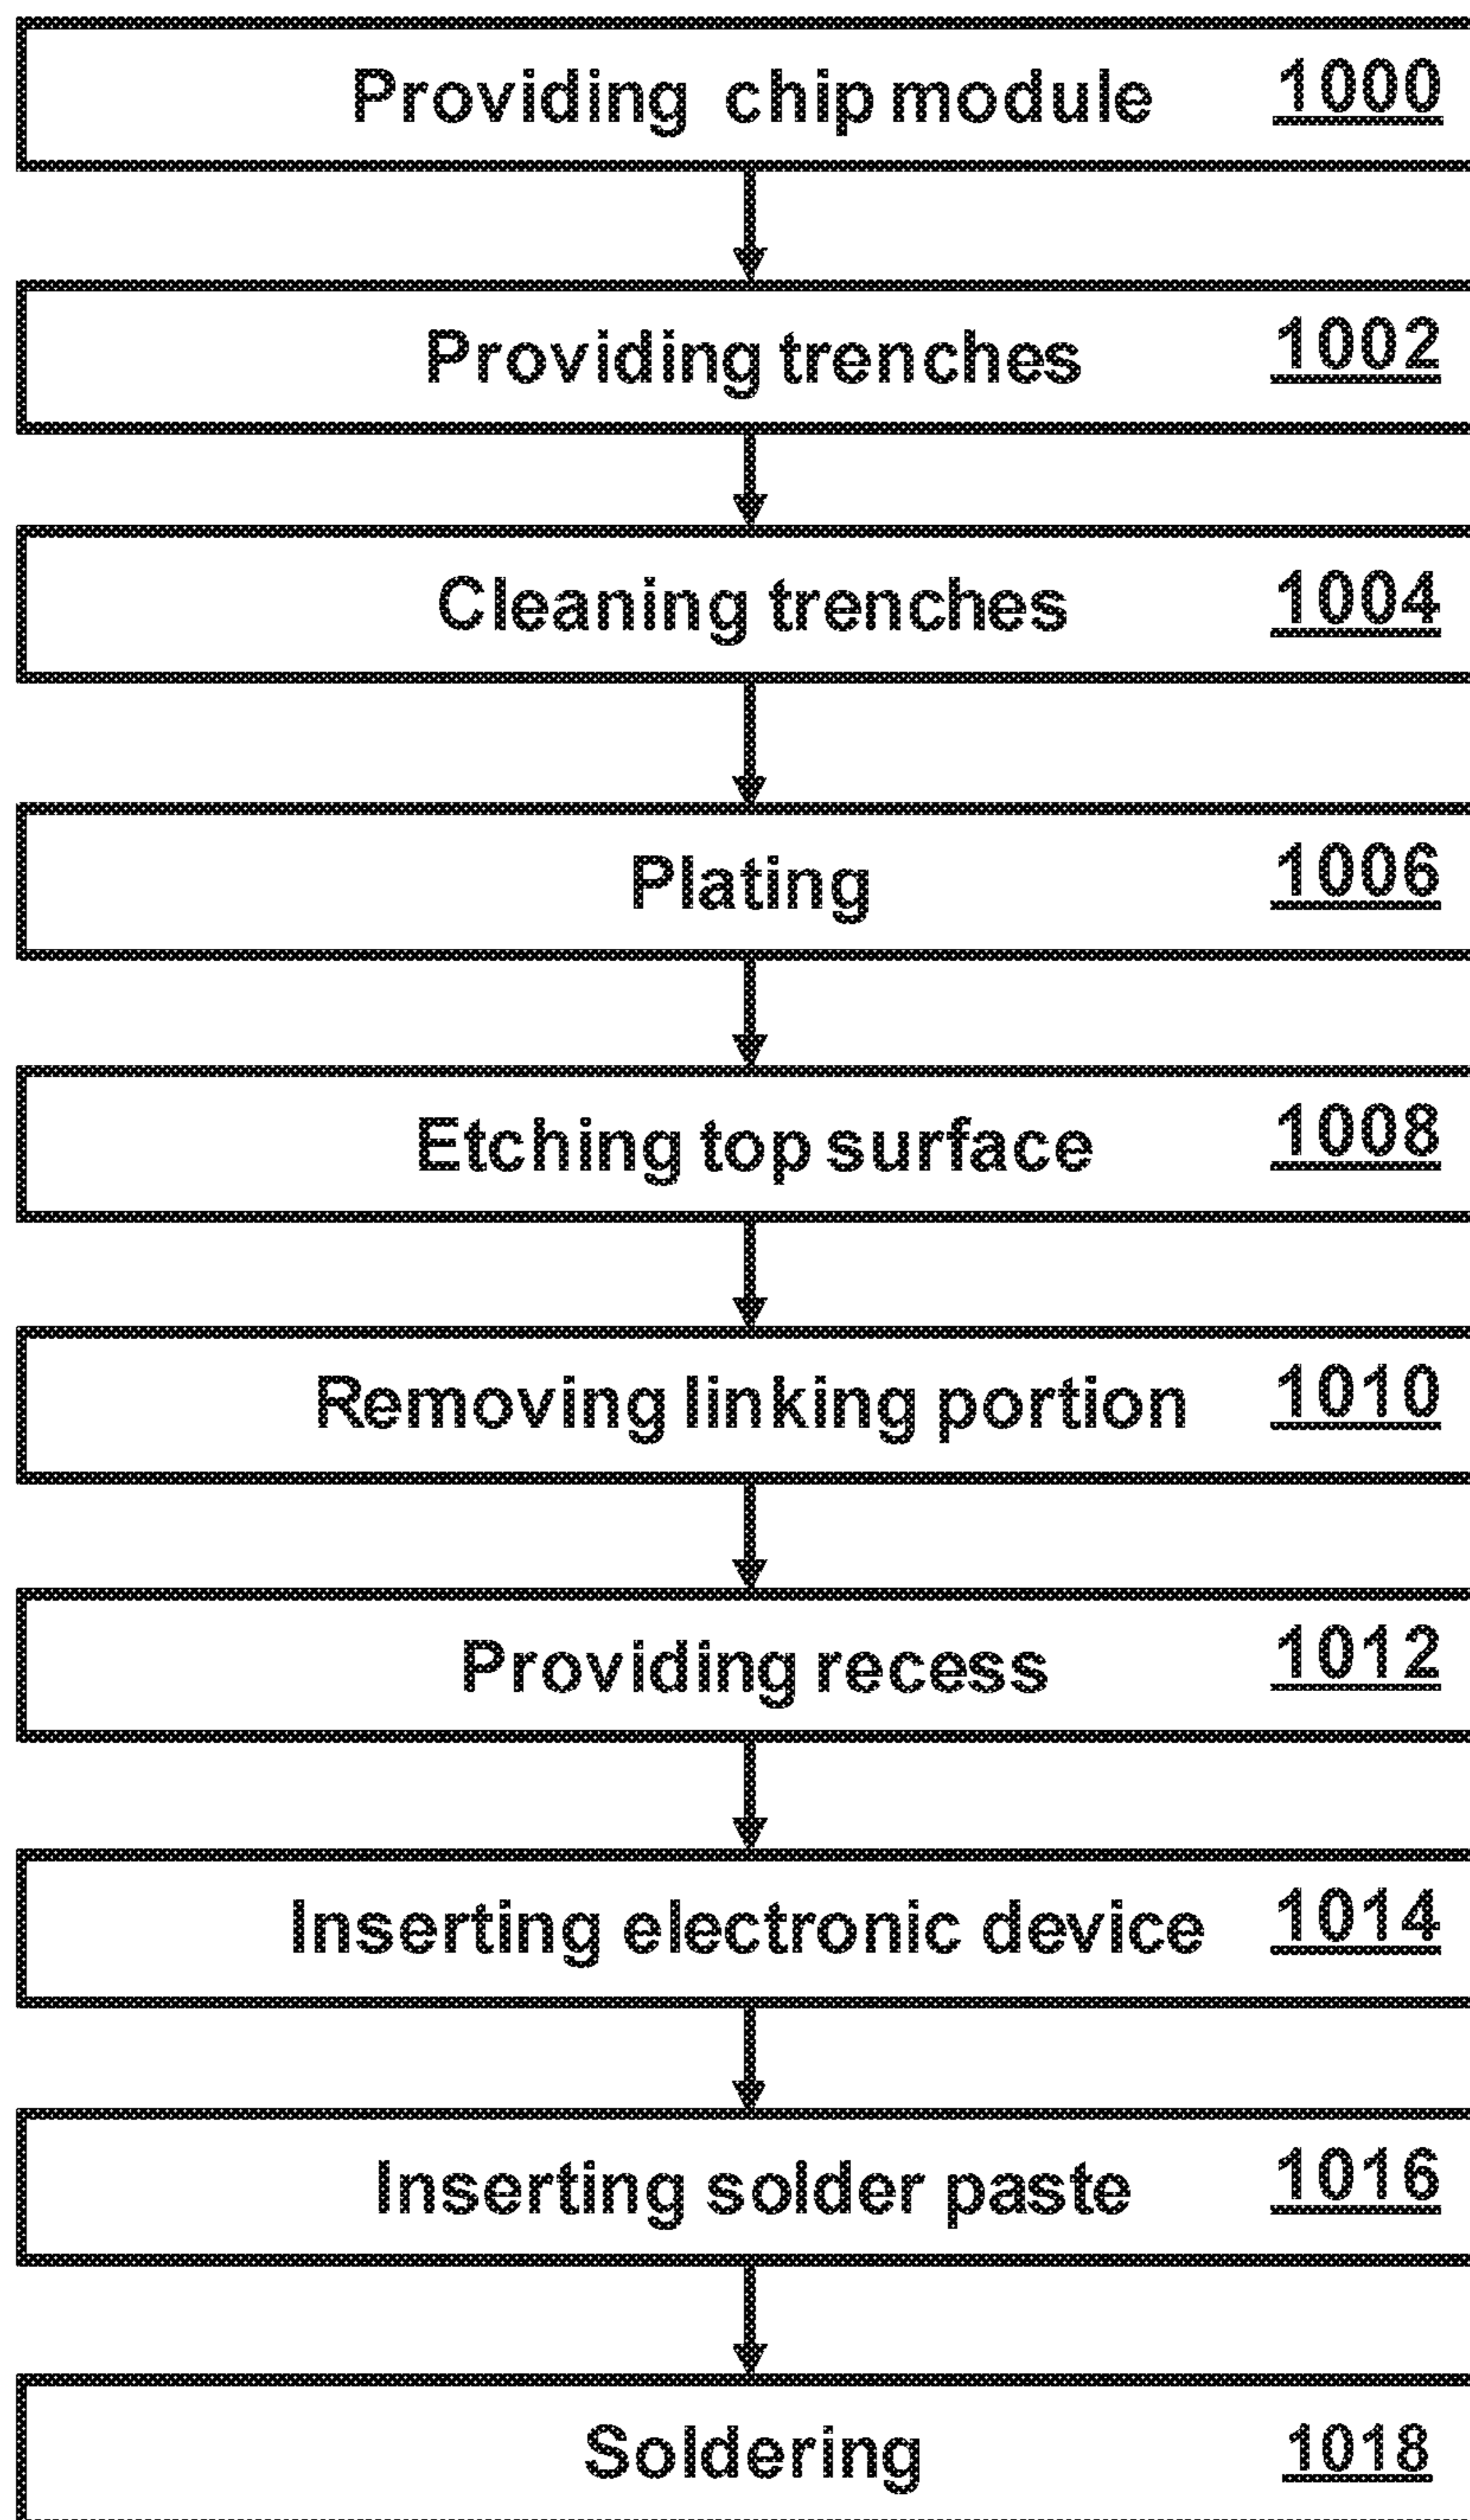 Providing chip module 1000
Providing trenches 1002
Cleaning trenches 1004
Plating 1006
Etching top surface 1008
Removing linking portion 1010
Providing recess 1012
Inserting electronic device 1014
Inserting solder paste 1016
Soldering 1018